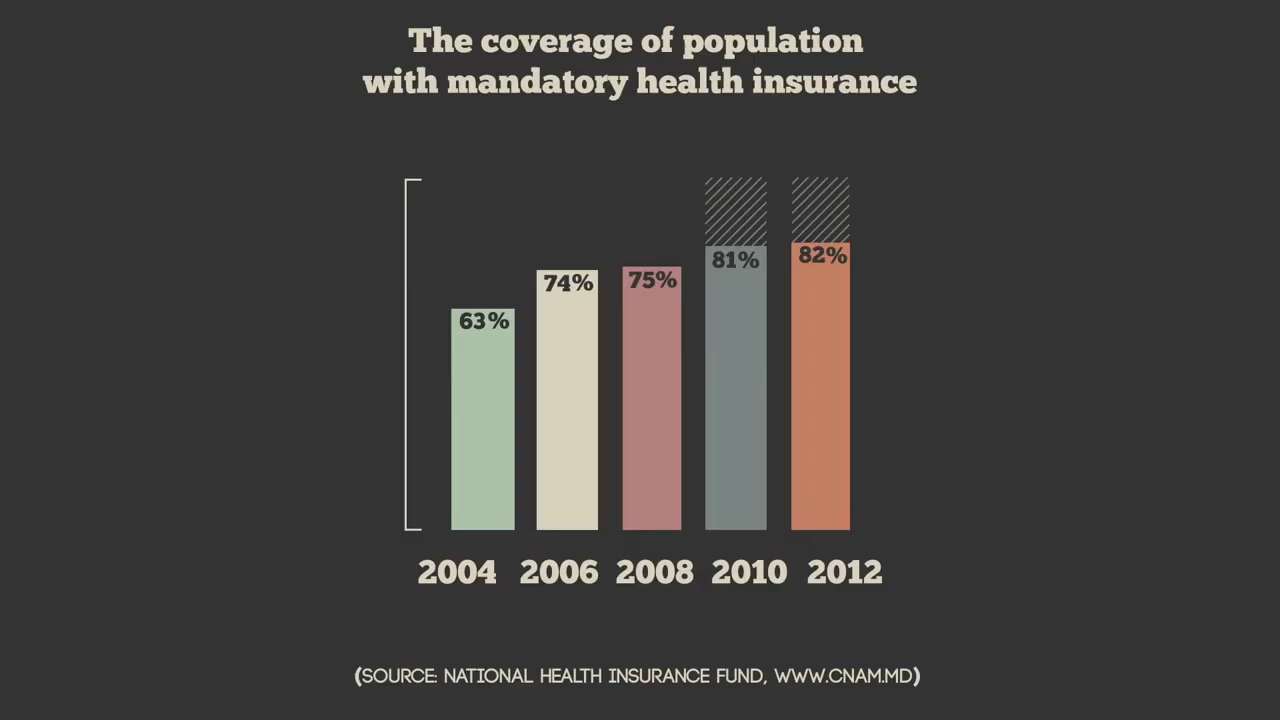 The coverage of population
with mandatory health insurance
63%
74%
75%
81%
82%
2004 2006 2008 2010 2012
(SOURCE: NATIONAL HEALTH INSURANCE FUND, WWW.CNAM.MD)